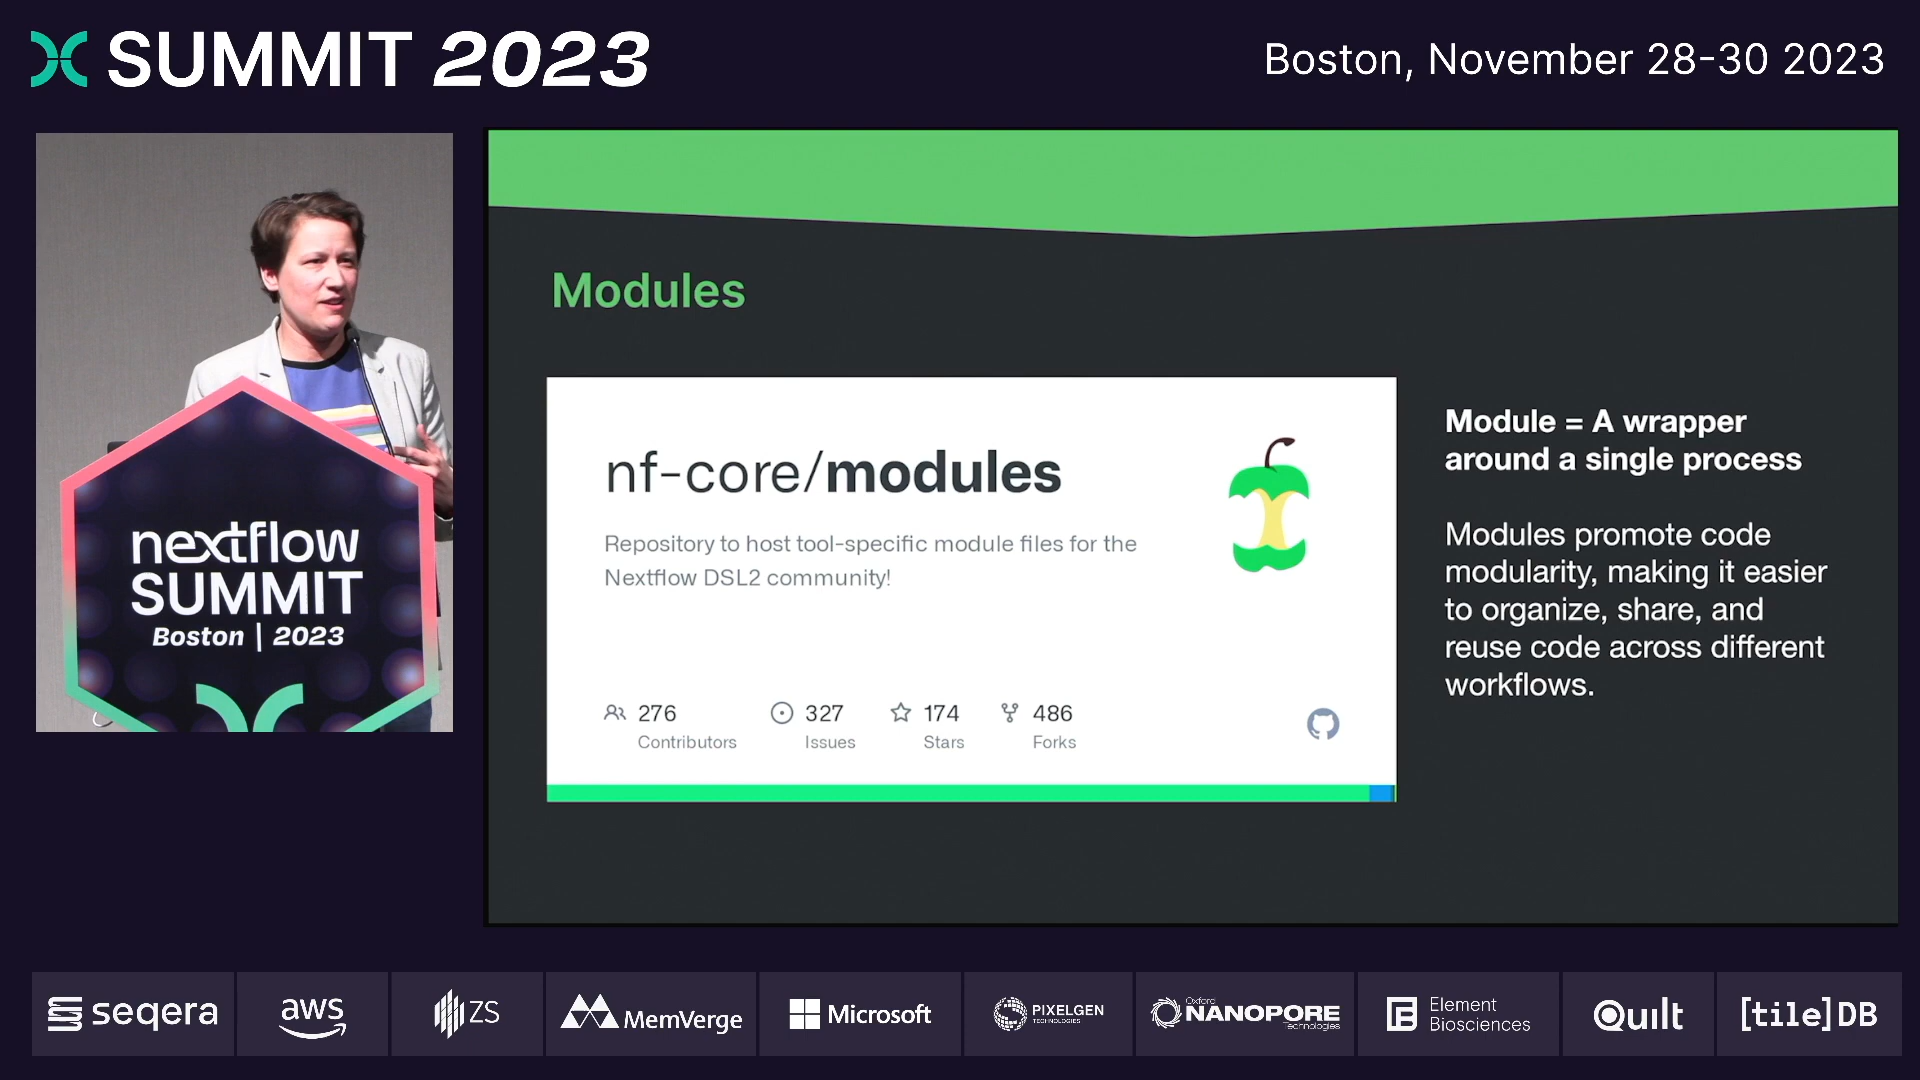 SUMMIT 2023
Boston, November 28-30 2023
nextflow
SUMMIT
Boston | 2023
Modules
nf-core/modules
Repository to host tool-specific module files for the
Nextflow DSL2 community!
276
Contributors
327
Issues
174
Stars
486
Forks
Module = A wrapper
around a single process
Modules promote code
modularity, making it easier
to organize, share, and
reuse code across different
workflows.
seqera
aws
ZS
MemVerge
Microsoft
PIXELGEN
TECHNOLOGIES
Oxford
NANOPORE
Technologies
Element
Biosciences
Quilt
[tile]DB